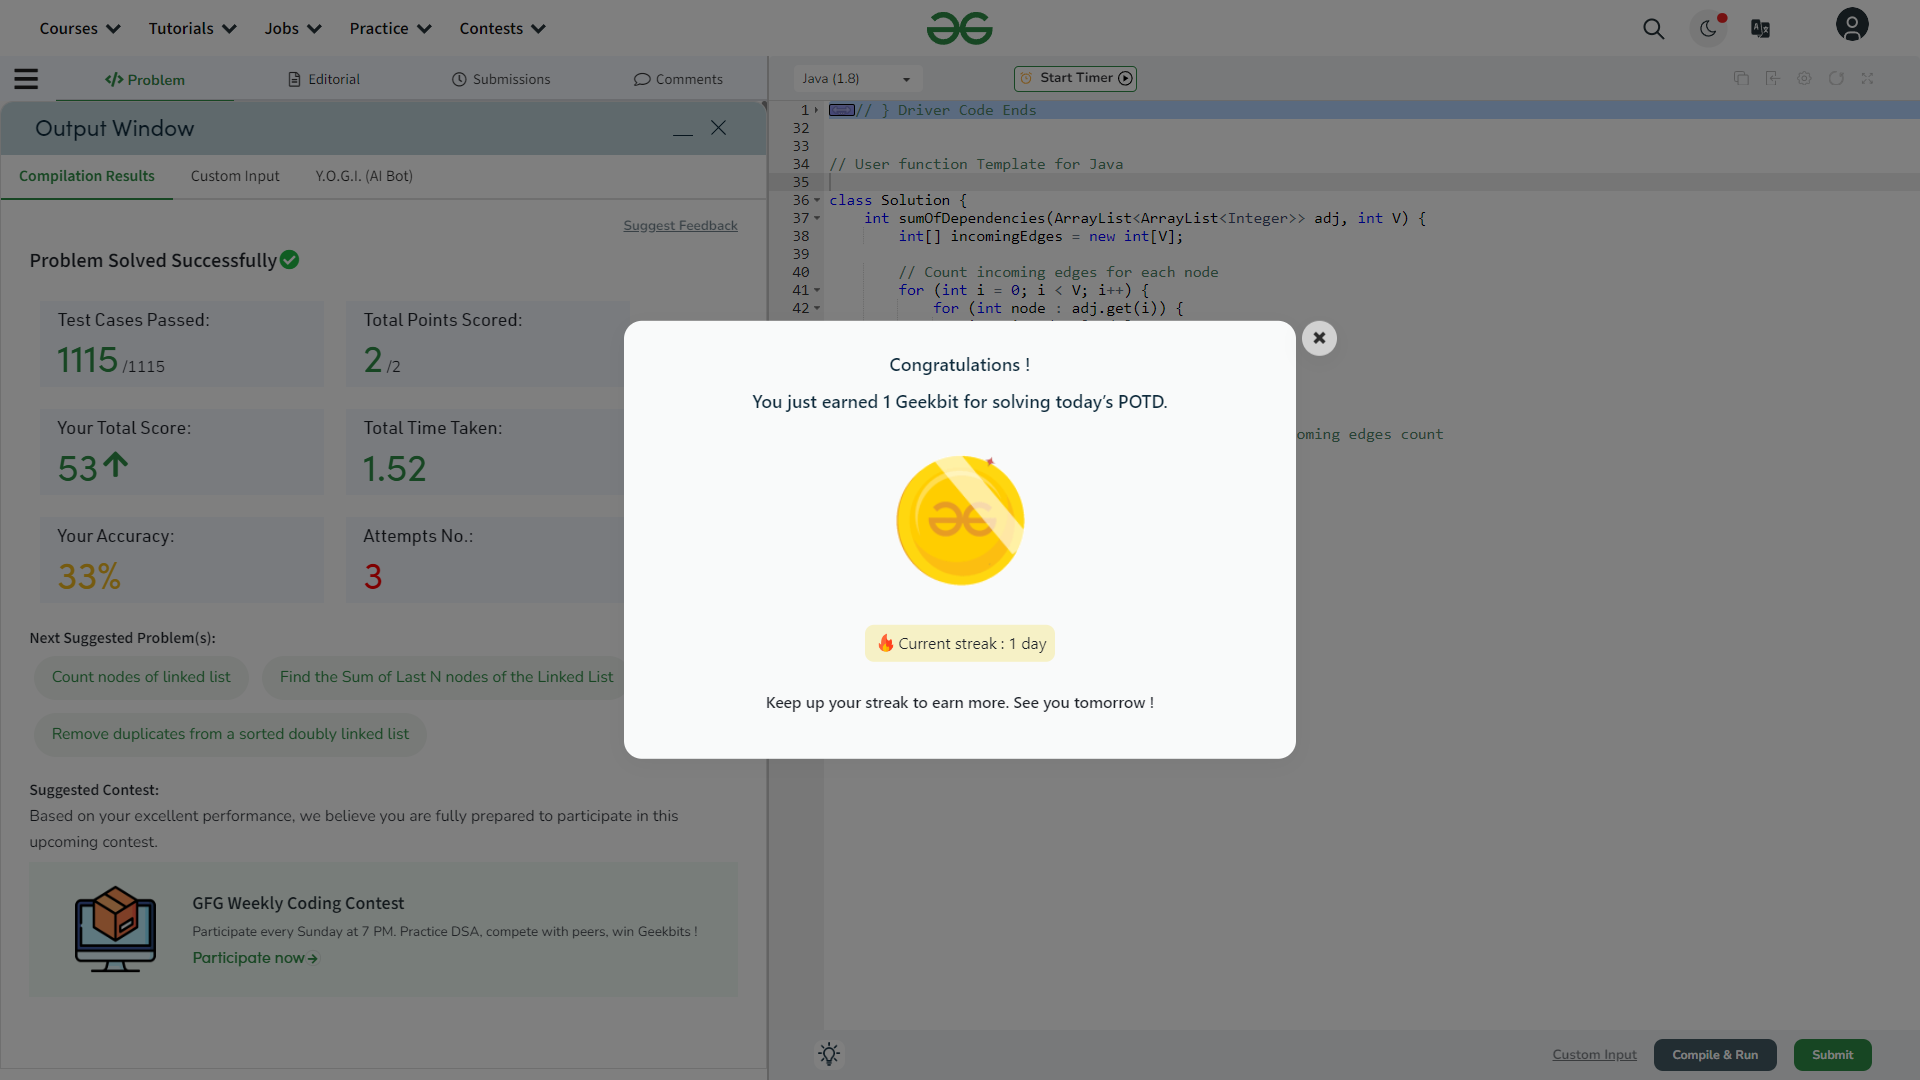 Courses
Tutorials
Jobs
Practice
Contests
Problem
Editorial
Submissions
Comments
Java (1.8)
Start Timer
Output Window
Compilation Results
Custom Input
Y.O.G.I. (AI Bot)
Suggest Feedback
Problem Solved Successfully
Test Cases Passed:
1115 /1115
Total Points Scored:
2 /2
Your Total Score:
53
Total Time Taken:
1.52
Your Accuracy:
33%
Attempts No.:
3
Next Suggested Problem(s):
Count nodes of linked list
Find the Sum of Last N nodes of the Linked List
Remove duplicates from a sorted doubly linked list
Suggested Contest:
Based on your excellent performance, we believe you are fully prepared to participate in this
upcoming contest.
GFG Weekly Coding Contest
Participate every Sunday at 7 PM. Practice DSA, compete with peers, win Geekbits !
Participate now
1 // } Driver Code Ends
32
33
34 // User function Template for Java
35
36 class Solution {
37 int sumOfDependencies(ArrayList<ArrayList<Integer>> adj, int V) {
38 int[] incomingEdges = new int[V];
39
40 // Count incoming edges for each node
41 for (int i = 0; i < V; i++) {
42 for (int node : adj.get(i)) {
oming edges count
Congratulations !
You just earned 1 Geekbit for solving today's POTD.
Current streak : 1 day
Keep up your streak to earn more. See you tomorrow !
Custom Input
Compile & Run
Submit